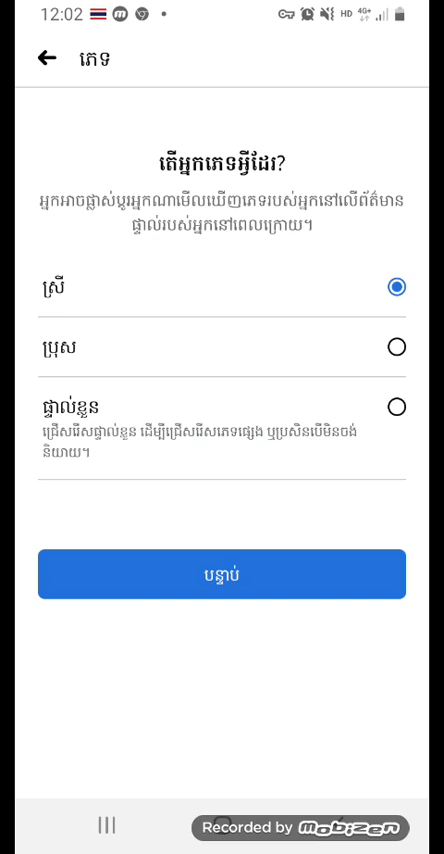 12:02 HD 4G+
ភេទ
តើអ្នកភេទអ្វីដែរ?
អ្នកអាចផ្លាស់ប្តូរអ្នកណាមើលឃើញភេទរបស់អ្នកនៅលើព័ត៌មាន
ផ្ទាល់របស់អ្នកនៅពេលក្រោយ។
ស្រី
ប្រុស
ផ្ទាល់ខ្លួន
ជ្រើសរើសផ្ទាល់ខ្លួន ដើម្បីជ្រើសរើសភេទផ្សេង ឬប្រសិនបើមិនចង់
និយាយ។
បន្ទាប់
Recorded by MOBIZEN